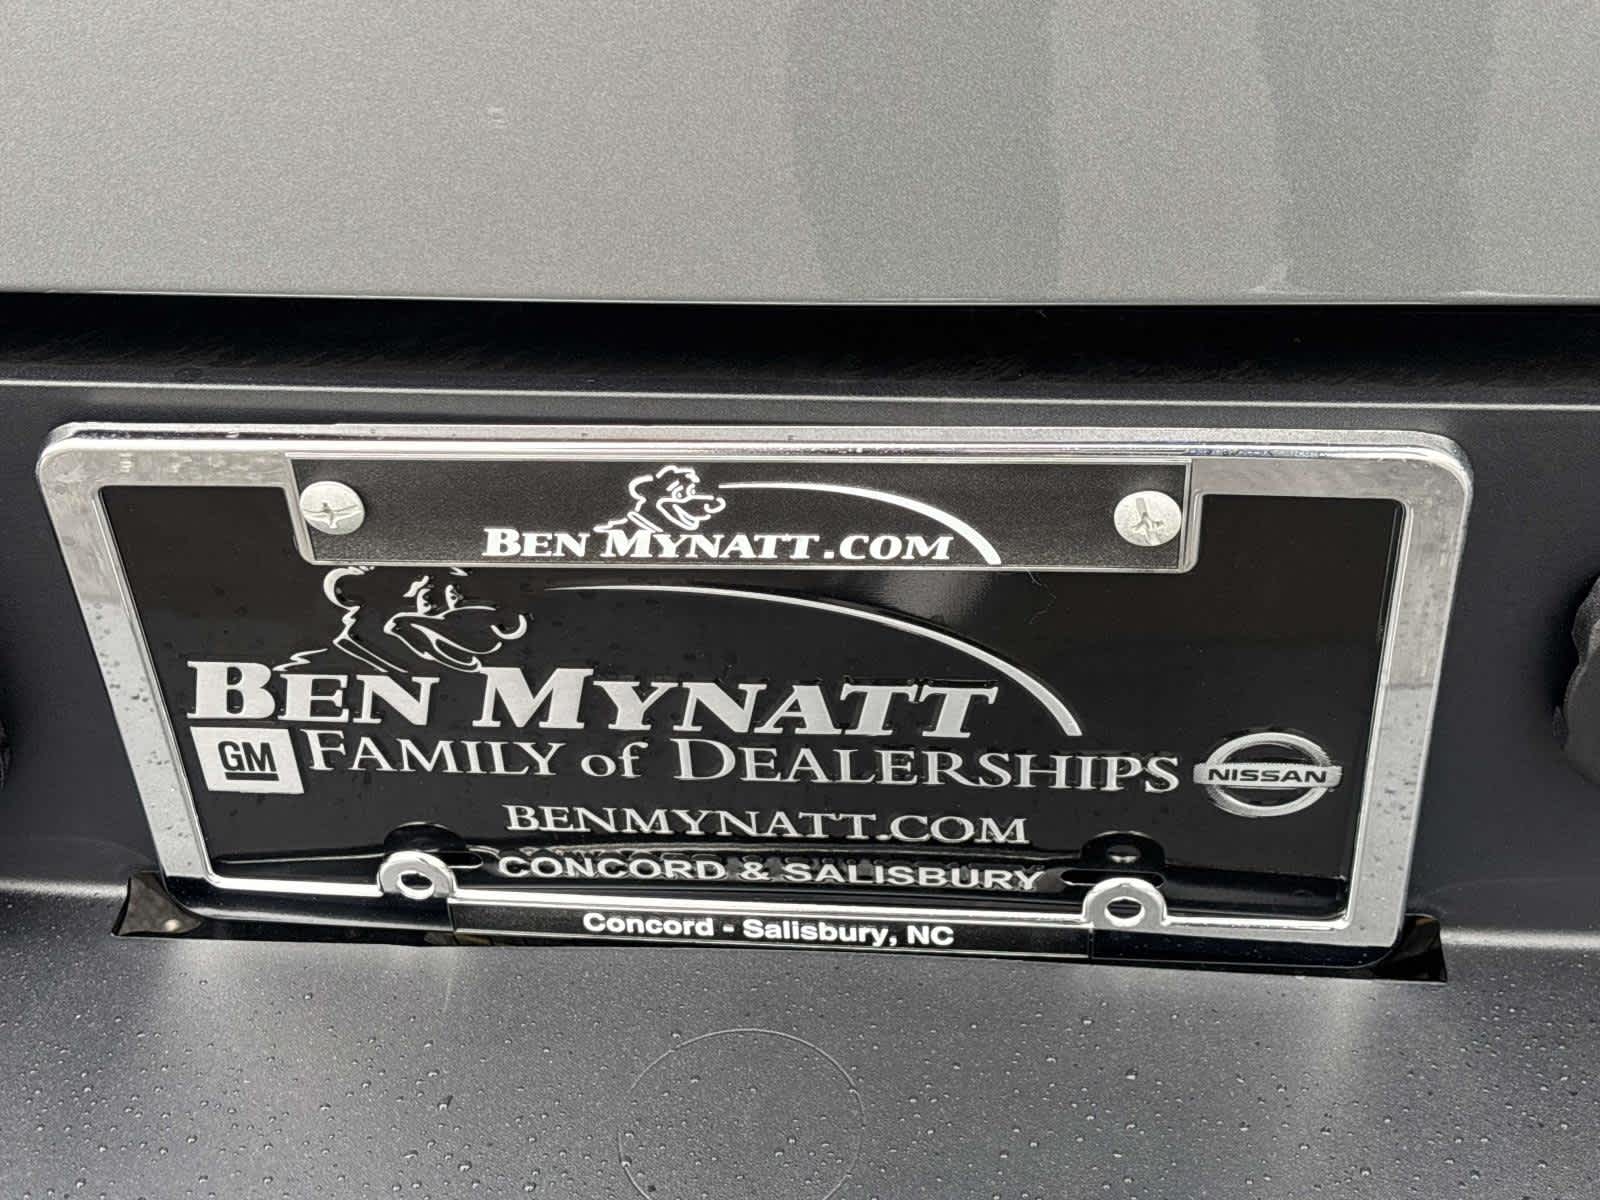 BEN MYNATT.COM
BEN MYNATT
GM FAMILY of DEALERSHIPS NISSAN
BENMYNATT.COM
CONCORD & SALISBURY
Concord - Salisbury, NC